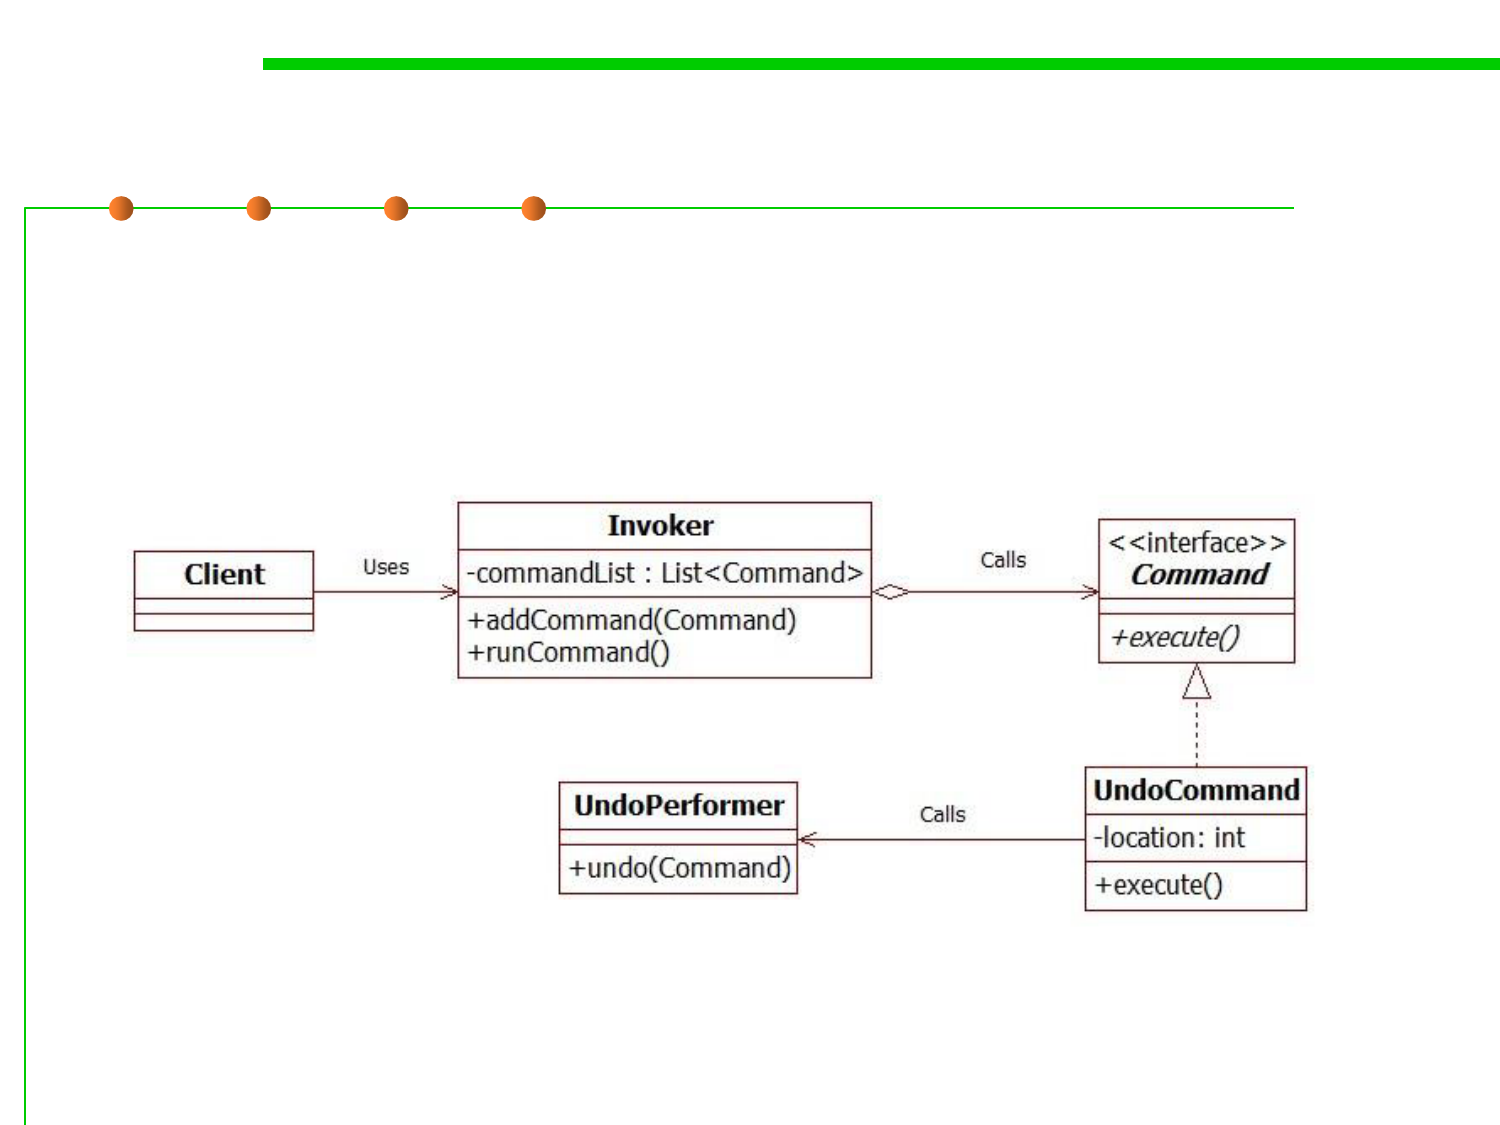 Client
Uses
Invoker
-commandList : List<Command>
+addCommand(Command)
+runCommand()
Calls
<<interface>>
Command
+execute()
UndoPerformer
+undo(Command)
Calls
UndoCommand
-location: int
+execute()